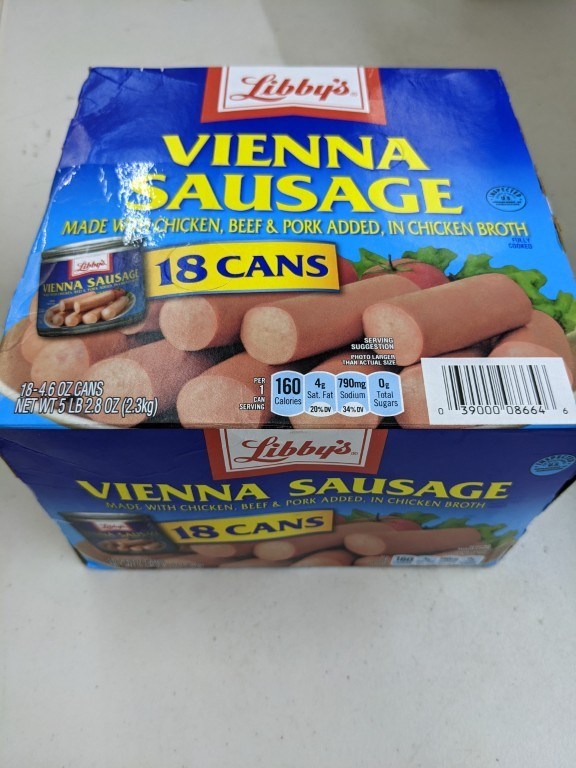 Libby's
VIENNA
SAUSAGE
MADE WITH CHICKEN, BEEF & PORK ADDED, IN CHICKEN BROTH
FULLY
COOKED
Libby's
VIENNA SAUSAGE
18 CANS
SERVING
SUGGESTION
PHOTO LARGER
THAN ACTUAL SIZE
18-4.6 OZ CANS
NET WT 5 LB 2.8 OZ (2.3kg)
PER
1
CAN
SERVING
160
Calories
4g
Sat. Fat
20% DV
790mg
Sodium
34% DV
0g
Total
Sugars
0 39000 08664 6
Libby's
VIENNA SAUSAGE
MADE WITH CHICKEN, BEEF & PORK ADDED, IN CHICKEN BROTH
18 CANS
160